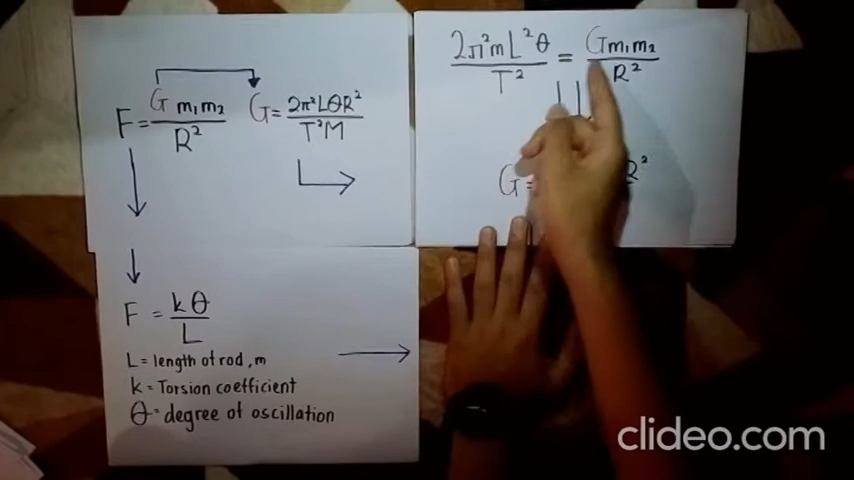 F = G m₁m₂ / R²
G = 2π²LθR² / T²M
2π²mL²θ / T² = G m₁m₂ / R²
G = R²
F = kθ / L
L = length of rod, m
k = Torsion coefficient
θ = degree of oscillation
clideo.com